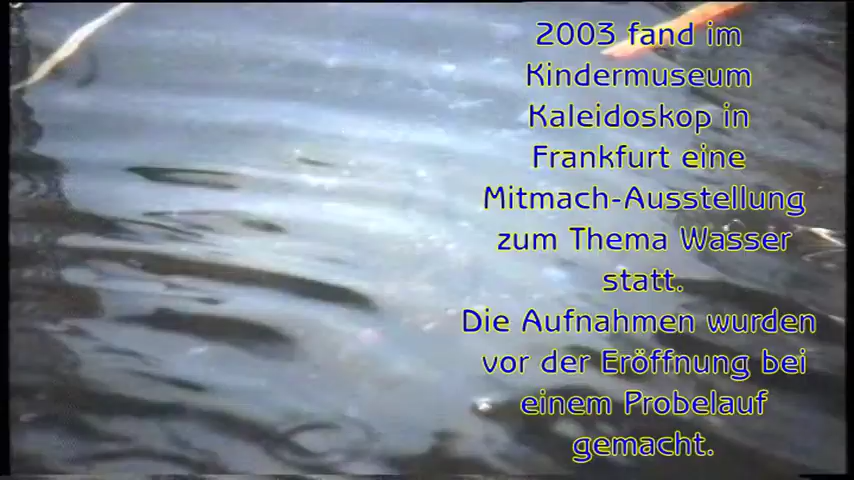 2003 fand im
Kindermuseum
Kaleidoskop in
Frankfurt eine
Mitmach-Ausstellung
zum Thema Wasser
statt.
Die Aufnahmen wurden
vor der Eröffnung bei
einem Probelauf
gemacht.